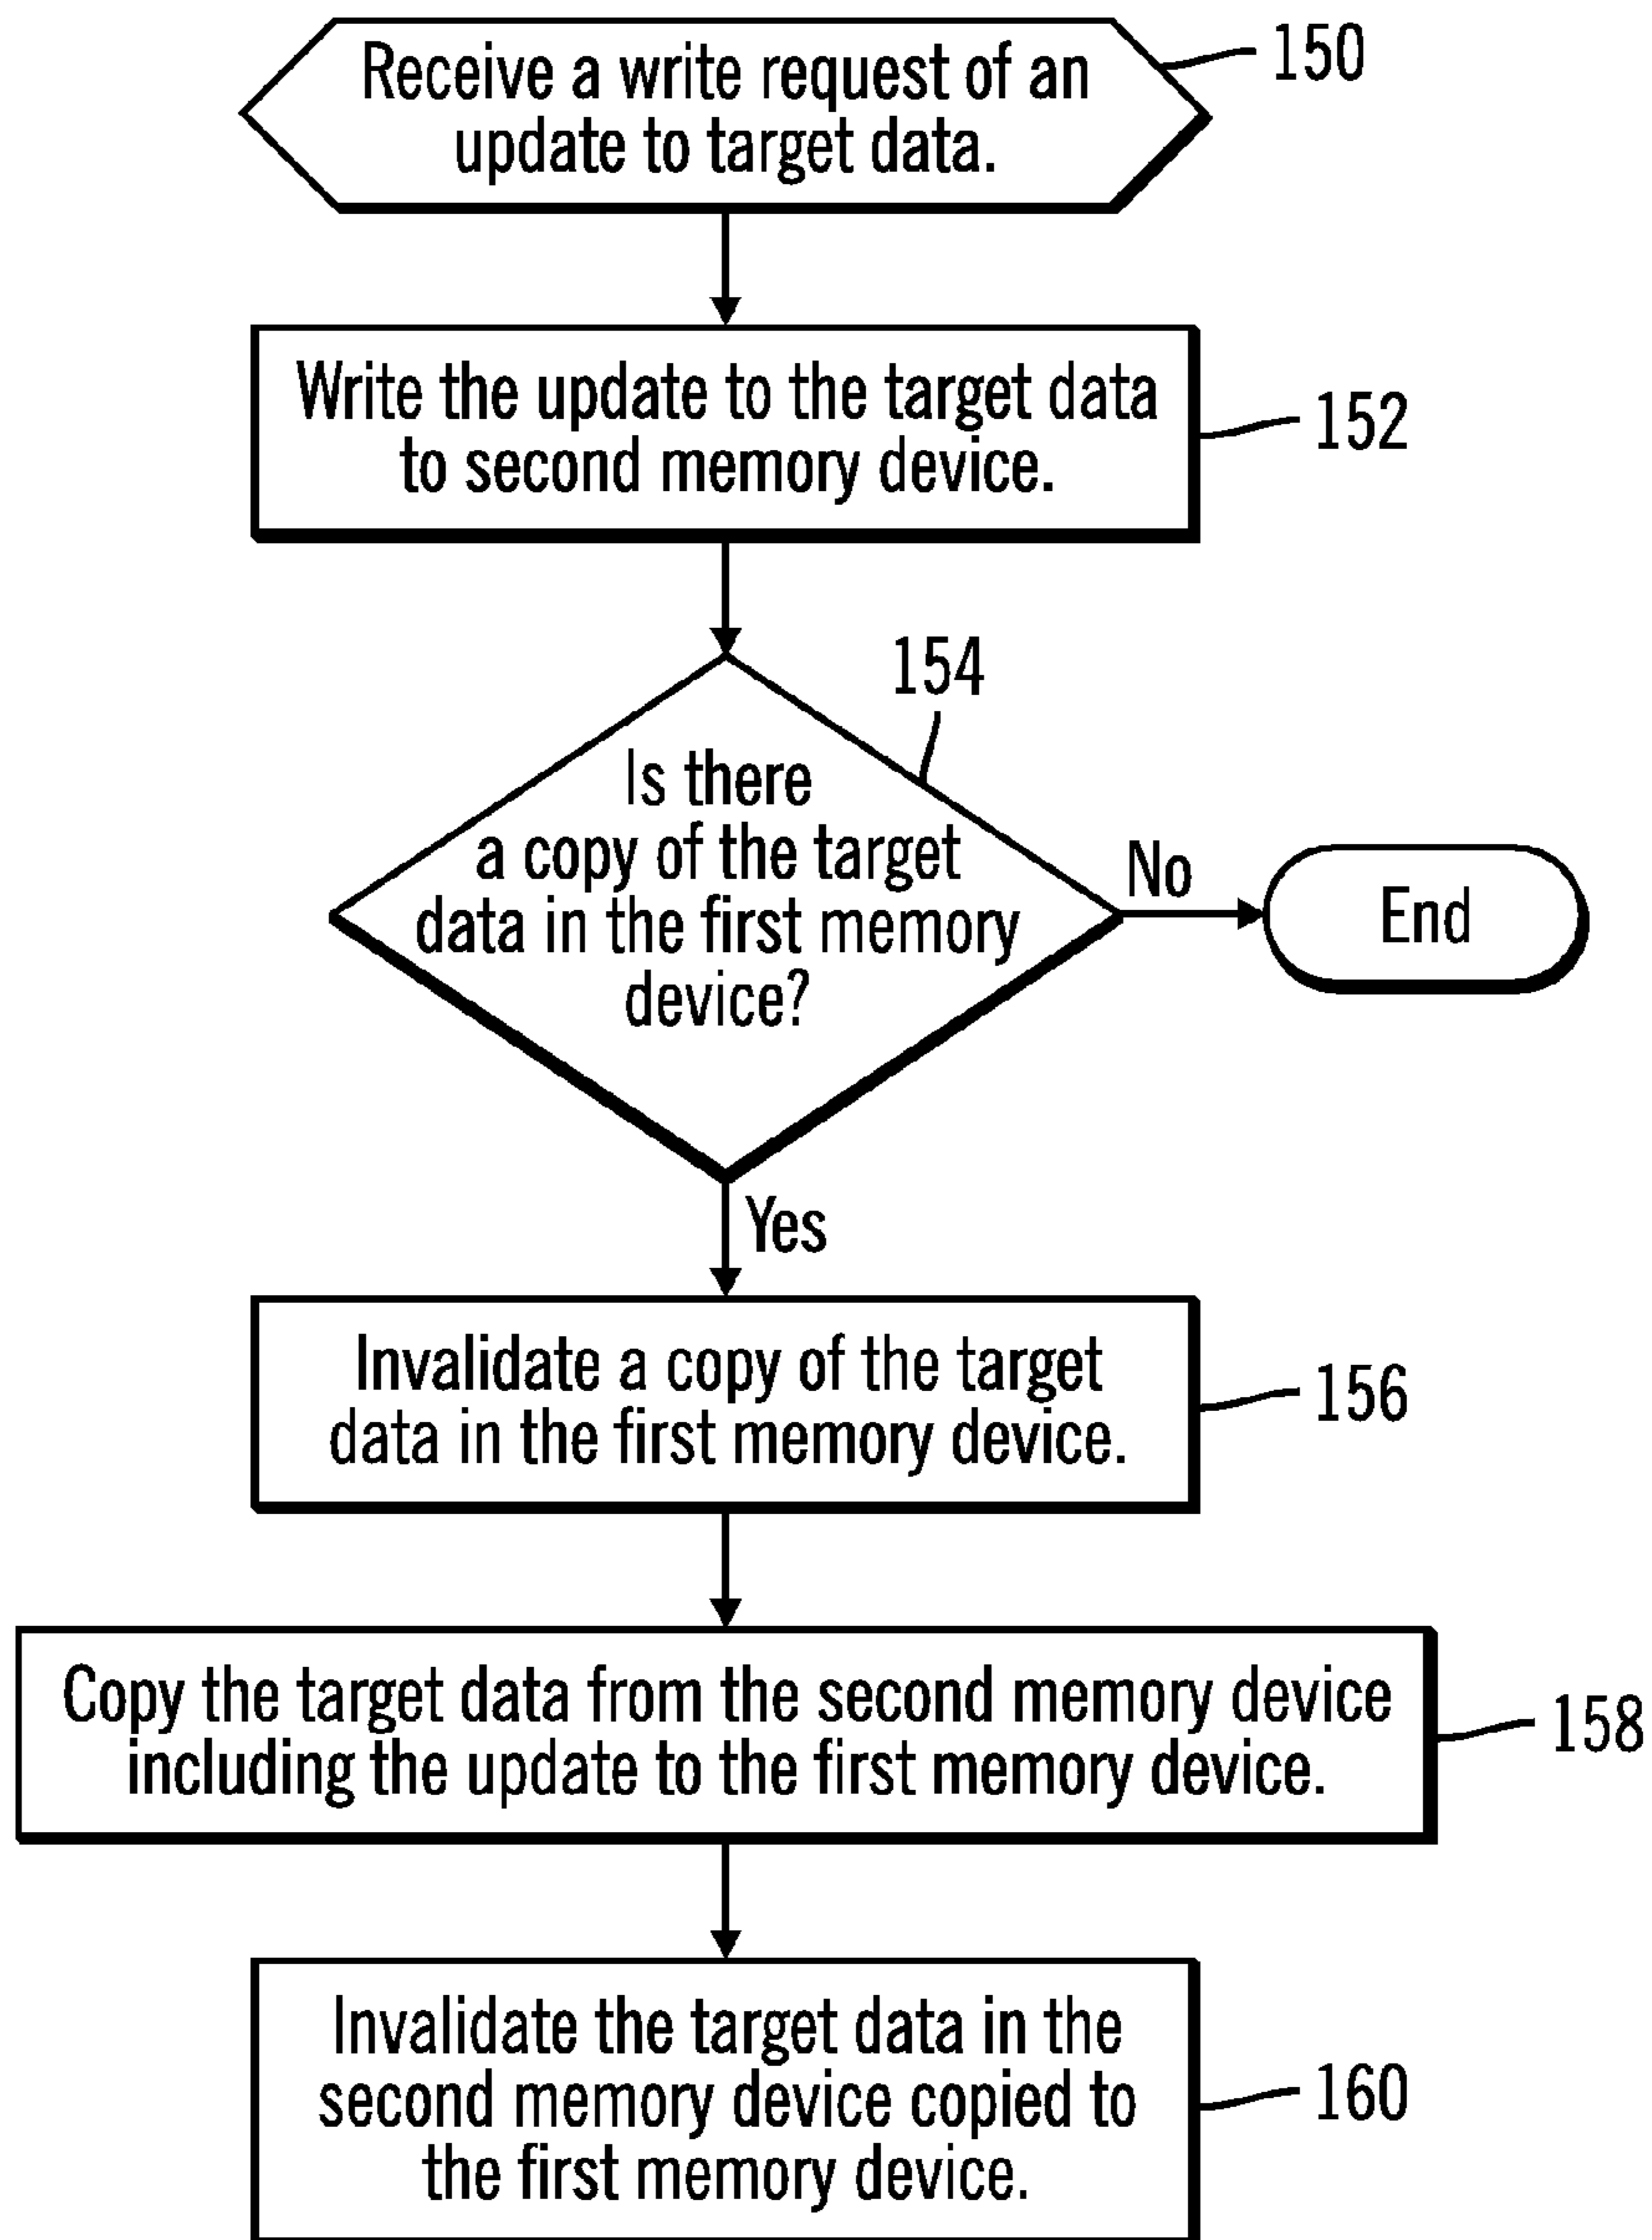 Receive a write request of an
update to target data.
150
Write the update to the target data
to second memory device.
152
154
Is there
a copy of the target
data in the first memory
device?
No
End
Yes
Invalidate a copy of the target
data in the first memory device.
156
Copy the target data from the second memory device
including the update to the first memory device.
158
Invalidate the target data in the
second memory device copied to
the first memory device.
160